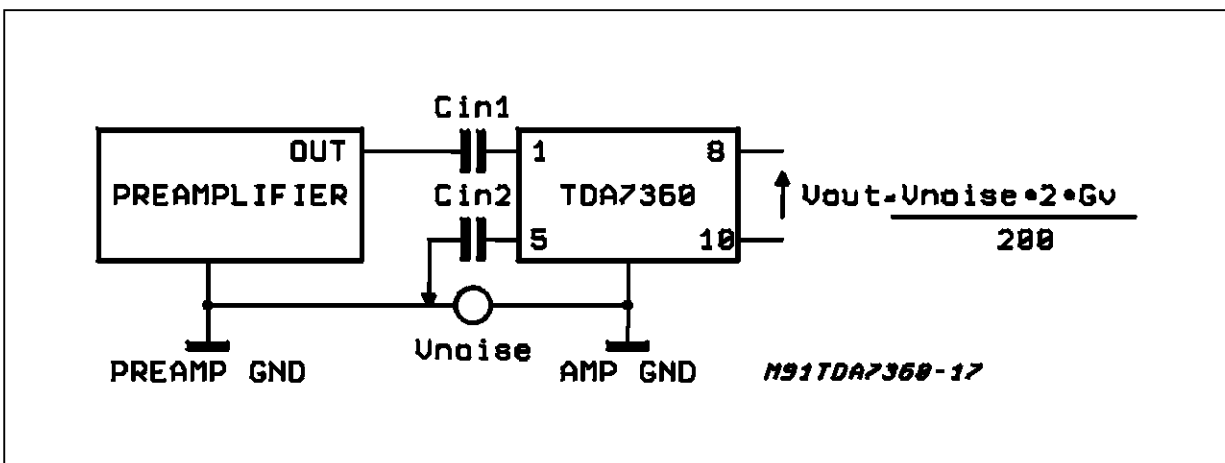 Cin1
OUT 1 8
PREAMPLIFIER Cin2 TDA7360 Vout=Vnoise*2*Gv
5 10 200
Vnoise
PREAMP GND AMP GND M91TDA7360-17